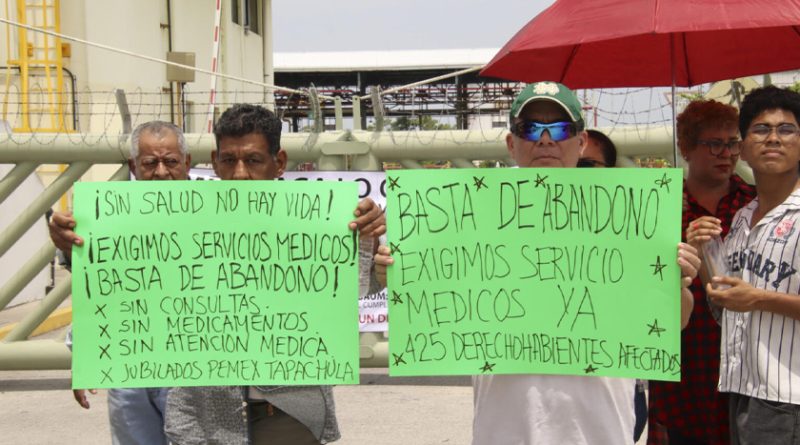 ¡SIN SALUD NO HAY VIDA!
¡EXIGIMOS SERVICIOS MEDICOS!
¡BASTA DE ABANDONO!
X SIN CONSULTAS.
X SIN MEDICAMENTOS
X SIN ATENCION MEDICA
X JUBILADOS PEMEX TAPACHULA
BASTA DE ABANDONO
EXIGIMOS SERVICIO
MEDICOS YA
425 DERECHOHABIENTES AFECTADOS